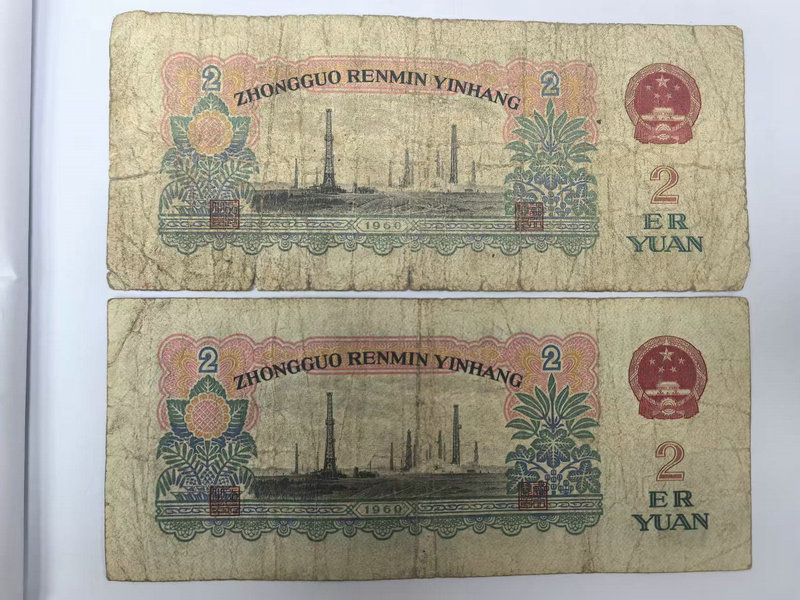 2 2
ZHONGGUO RENMIN YINHANG
2
ER
YUAN
1960
2 2
ZHONGGUO RENMIN YINHANG
2
ER
YUAN
1960